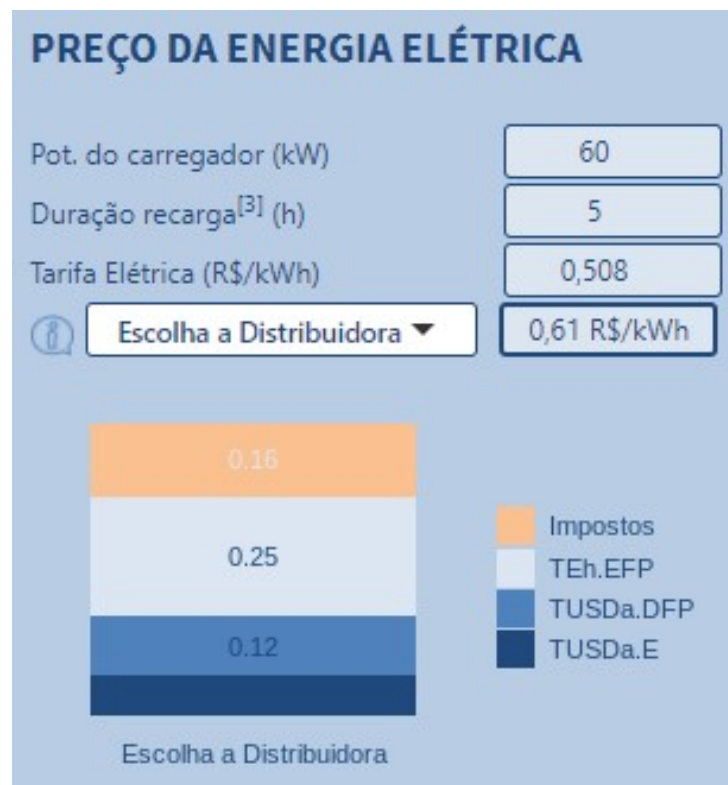 PREÇO DA ENERGIA ELÉTRICA
Pot. do carregador (kW) 60
Duração recarga[3] (h) 5
Tarifa Elétrica (R$/kWh) 0,508
Escolha a Distribuidora 0,61 R$/kWh
0.16
0.25
0.12
Impostos
TEh.EFP
TUSDa.DFP
TUSDa.E
Escolha a Distribuidora